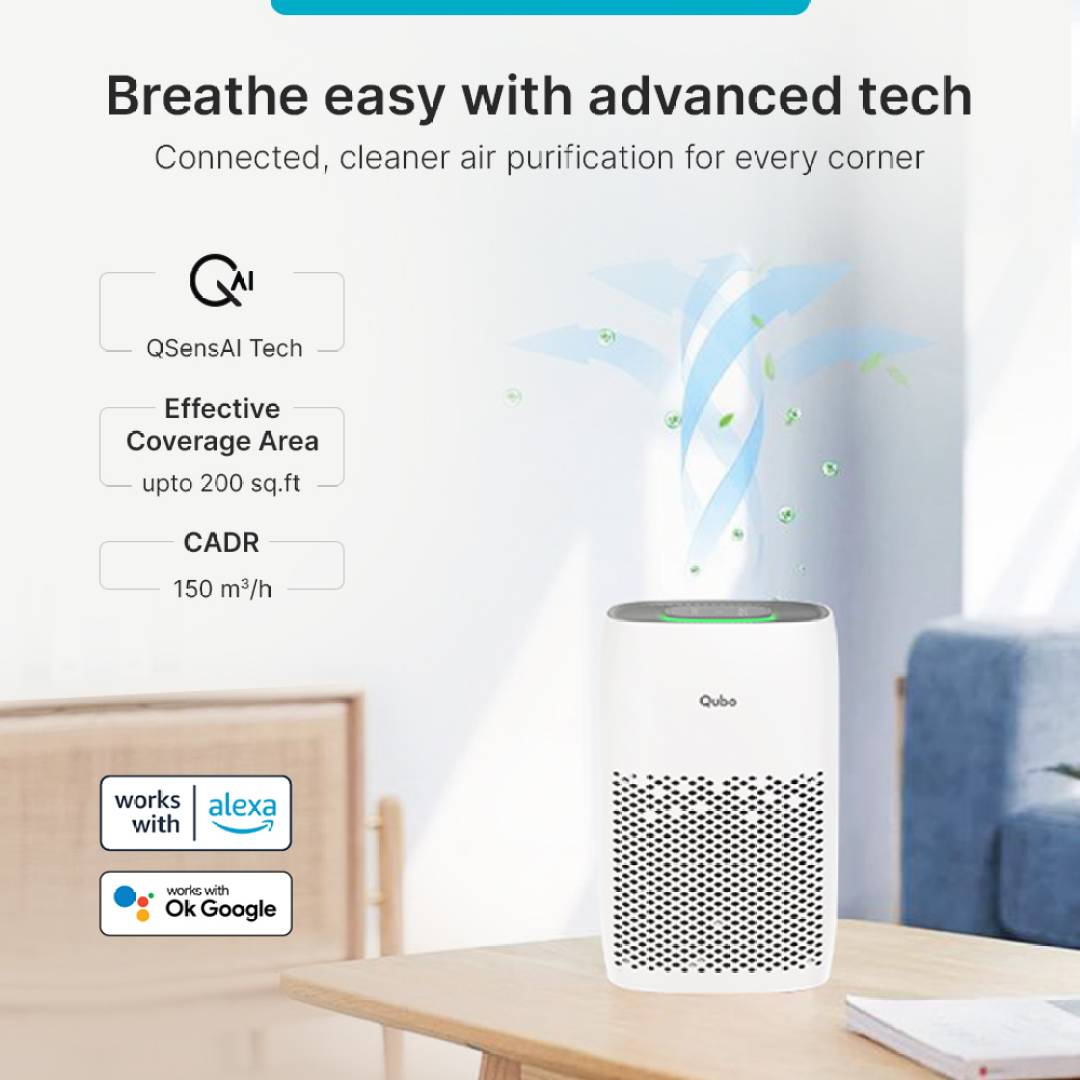 Breathe easy with advanced tech
Connected, cleaner air purification for every corner
QAI
QSensAI Tech
Effective
Coverage Area
upto 200 sq.ft
CADR
150 m³/h
Qubo
works
with
alexa
works with
Ok Google